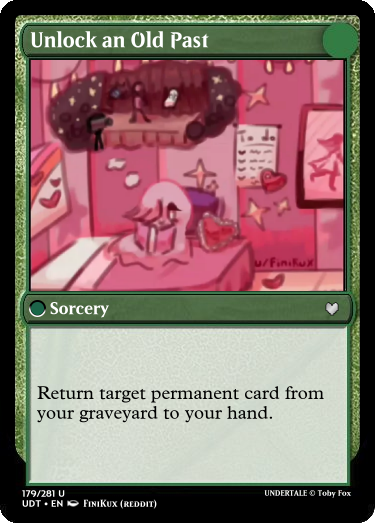 Unlock an Old Past
To do
u/FiniKux
Sorcery
Return target permanent card from
your graveyard to your hand.
179/281 U
UDT • EN FiniKux (reddit)
UNDERTALE © Toby Fox